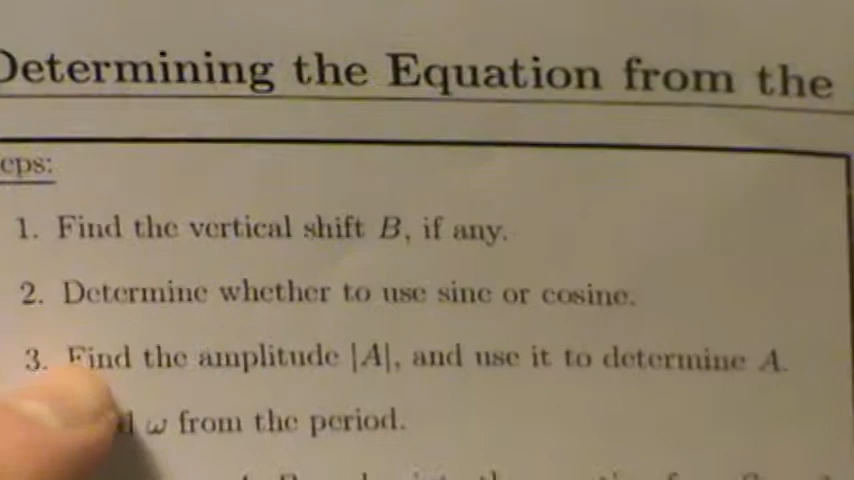 Determining the Equation from the
eps:
1. Find the vertical shift B, if any.
2. Determine whether to use sine or cosine.
3. Find the amplitude |A|, and use it to determine A.
ω from the period.